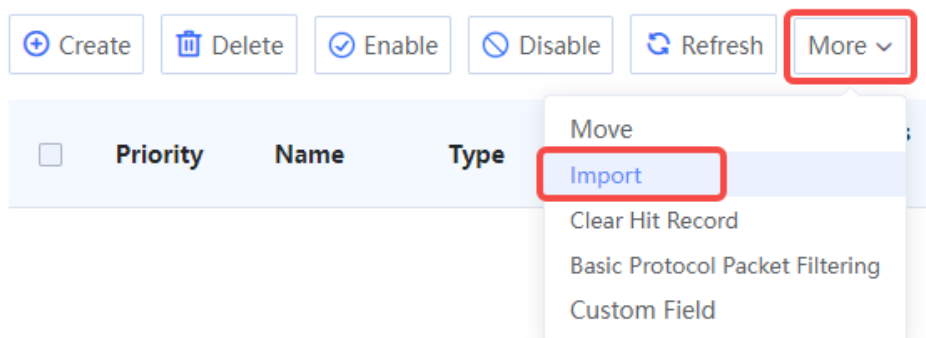 Create Delete Enable Disable Refresh More
Move
Priority Name Type
Import
Clear Hit Record
Basic Protocol Packet Filtering
Custom Field